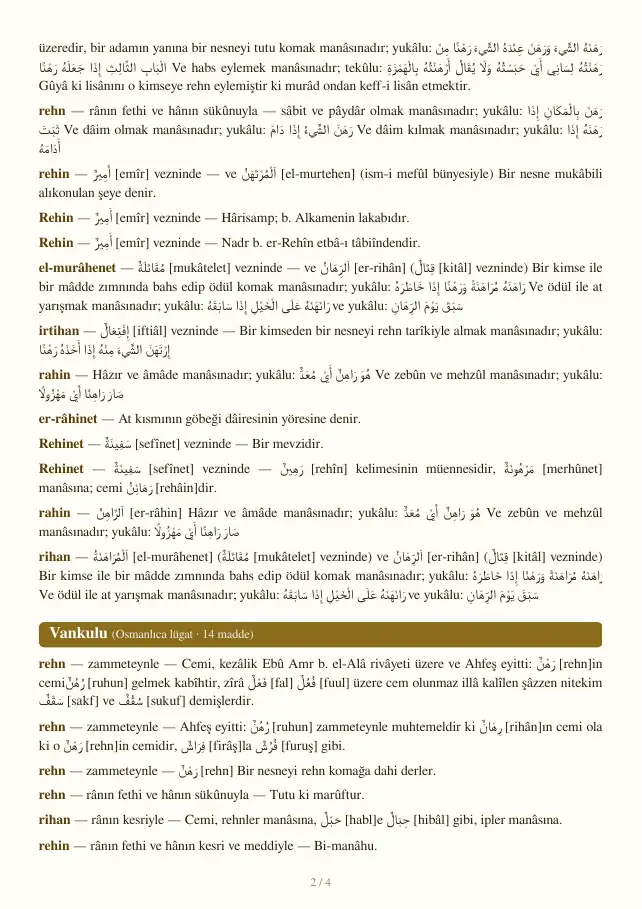 üzeredir, bir adamın yanına bir nesneyi tutu komak manâsınadır; yukâlu: رَهَنَهُ الشَّيْءَ وَرَهَنَ عِنْدَهُ الشَّيْءَ رَهْنًا مِنْ
الْبَابِ الثَّالِثِ إِذَا جَعَلَهُ رَهْنًا Ve habs eylemek manâsınadır; tekûlu: رَهَنْتُهُ لِسَانِي أَيْ حَبَسْتُهُ وَلَا يُقَالُ أَرْهَنْتُهُ بِالْهَمْزَةِ
Gûyâ ki lisânını o kimseye rehn eylemiştir ki murâd ondan keff-i lisân etmektir.
rehn — rânın fethi ve hânın sükûnuyla — sâbit ve pâydâr olmak manâsınadır; yukâlu: رَهَنَ بِالْمَكَانِ إِذَا
ثَبَتَ Ve dâim olmak manâsınadır; yukâlu: رَهَنَ الشَّيْءُ إِذَا دَامَ Ve dâim kılmak manâsınadır; yukâlu: رَهَنَهُ إِذَا
أَدَامَهُ
rehin — أَمِيرٌ [emîr] vezninde — ve اَلْمُرْتَهَنُ [el-murtehen] (ism-i mefûl bünyesiyle) Bir nesne mukâbili
alıkonulan şeye denir.
Rehin — أَمِيرٌ [emîr] vezninde — Hârisamp; b. Alkamenin lakabıdır.
Rehin — أَمِيرٌ [emîr] vezninde — Nadr b. er-Rehîn etbâ-ı tâbiîndendir.
el-murâhenet — مُقَاتَلَةٌ [mukâtelet] vezninde — ve اَلرِّهَانُ [er-rihân] (قِتَالٌ [kitâl] vezninde) Bir kimse ile
bir mâdde zımnında bahs edip ödül komak manâsınadır; yukâlu: رَاهَنَهُ مُرَاهَنَةً وَرَهْنًا إِذَا خَاطَرَهُ Ve ödül ile at
yarışmak manâsınadır; yukâlu: رَانَهَنَهُ عَلَى الْخَيْلِ إِذَا سَابَقَهُ ve yukâlu: سَبَقَ يَوْمَ الرِّهَانِ
irtihan — اِفْتِعَالٌ [iftiâl] vezninde — Bir kimseden bir nesneyi rehn tarîkiyle almak manâsınadır; yukâlu:
اِرْتَهَنَ الشَّيْءَ مِنْهُ إِذَا أَخَذَهُ رَهْنًا
rahin — Hâzır ve âmâde manâsınadır; yukâlu: هُوَ رَاهِنٌ أَيْ مُعَدٌّ Ve zebûn ve mehzûl manâsınadır; yukâlu:
صَارَ رَاهِنًا أَيْ مَهْزُولًا
er-râhinet — At kısmının göbeği dâiresinin yöresine denir.
Rehinet — سَفِينَةٌ [sefînet] vezninde — Bir mevzidir.
Rehinet — سَفِينَةٌ [sefînet] vezninde — رَهِينٌ [rehîn] kelimesinin müennesidir, مَرْهُونَةٌ [merhûnet]
manâsına; cemi رَهَائِنُ [rehâin]dir.
rahin — اَلرَّاهِنُ [er-râhin] Hâzır ve âmâde manâsınadır; yukâlu: هُوَ رَاهِنٌ أَيْ مُعَدٌّ Ve zebûn ve mehzûl
manâsınadır; yukâlu: صَارَ رَاهِنًا أَيْ مَهْزُولًا
rihan — اَلْمُرَاهَنَةُ [el-murâhenet] (مُقَاتَلَةٌ [mukâtelet] vezninde) ve اَلرِّهَانُ [er-rihân] (قِتَالٌ [kitâl] vezninde)
Bir kimse ile bir mâdde zımnında bahs edip ödül komak manâsınadır; yukâlu: رَاهَنَهُ مُرَاهَنَةً وَرَهْنًا إِذَا خَاطَرَهُ
Ve ödül ile at yarışmak manâsınadır; yukâlu: رَانَهَنَهُ عَلَى الْخَيْلِ إِذَا سَابَقَهُ ve yukâlu: سَبَقَ يَوْمَ الرِّهَانِ
Vankulu (Osmanlıca lügat · 14 madde)
rehn — zammeteynle — Cemi, kezâlik Ebû Amr b. el-Alâ rivâyeti üzere ve Ahfeş eyitti: رَهْنٌ [rehn]in
cemi رُهُنٌ [ruhun] gelmek kabîhtir, zîrâ فَعْلٌ [fal] فُعُلٌ [fuul] üzere cem olunmaz illâ kalîlen şâzzen nitekim
سَقْفٌ [sakf] ve سُقُفٌ [sukuf] demişlerdir.
rehn — zammeteynle — Ahfeş eyitti: رُهُنٌ [ruhun] zammeteynle muhtemeldir ki رِهَانٌ [rihân]ın cemi ola
ki o رَهْنٌ [rehn]in cemidir, فِرَاشٌ [firâş]la فُرُشٌ [furuş] gibi.
rehn — zammeteynle — رَهْنٌ [rehn] Bir nesneyi rehn komağa dahi derler.
rehn — rânın fethi ve hânın sükûnuyla — Tutu ki marûftur.
rihan — rânın kesriyle — Cemi, rehnler manâsına, حَبْلٌ [habl]e حِبَالٌ [hibâl] gibi, ipler manâsına.
rehin — rânın fethi ve hânın kesri ve meddiyle — Bi-manâhu.
2 / 4